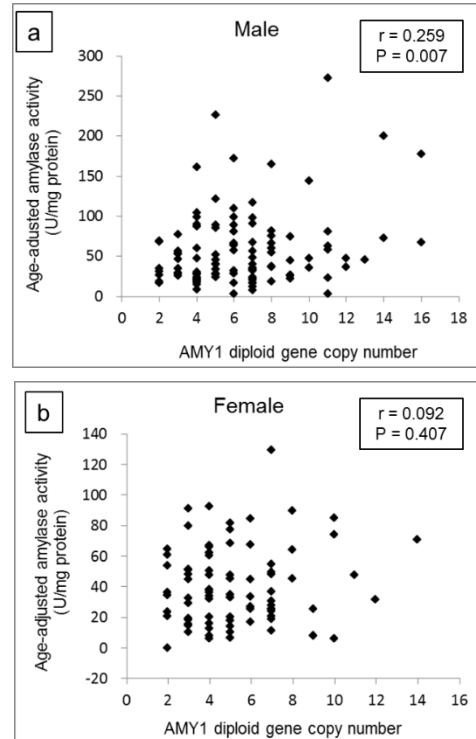 a
Male
r = 0.259
P = 0.007
Age-adusted amylase activity
(U/mg protein)
300
250
200
150
100
50
0
0 2 4 6 8 10 12 14 16 18
AMY1 diploid gene copy number
b
Female
r = 0.092
P = 0.407
Age-adjusted amylase activity
(U/mg protein)
140
120
100
80
60
40
20
0
-20
0 2 4 6 8 10 12 14 16
AMY1 diploid gene copy number